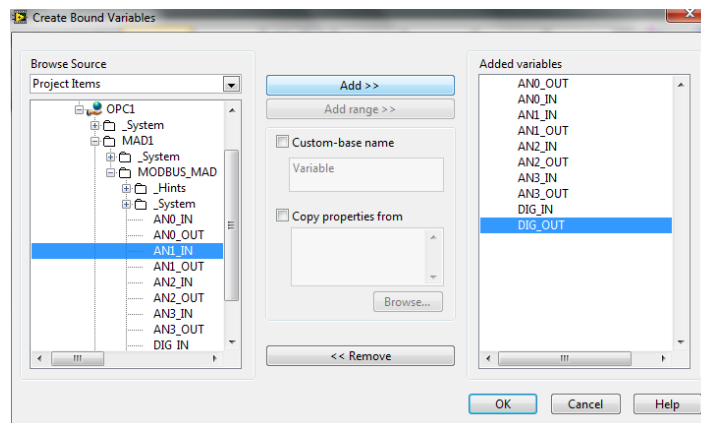 Create Bound Variables
Browse Source
Project Items
OPC1
_System
MAD1
_System
MODBUS_MAD
_Hints
_System
AN0_IN
AN0_OUT
AN1_IN
AN1_OUT
AN2_IN
AN2_OUT
AN3_IN
AN3_OUT
DIG IN
Add >>
Add range >>
Custom-base name
Variable
Copy properties from
Browse...
<< Remove
Added variables
AN0_OUT
AN0_IN
AN1_IN
AN1_OUT
AN2_IN
AN2_OUT
AN3_IN
AN3_OUT
DIG_IN
DIG_OUT
OK
Cancel
Help